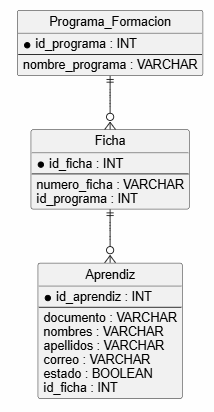 Programa_Formacion
id_programa : INT
nombre_programa : VARCHAR
Ficha
id_ficha : INT
numero_ficha : VARCHAR
id_programa : INT
Aprendiz
id_aprendiz : INT
documento : VARCHAR
nombres : VARCHAR
apellidos : VARCHAR
correo : VARCHAR
estado : BOOLEAN
id_ficha : INT